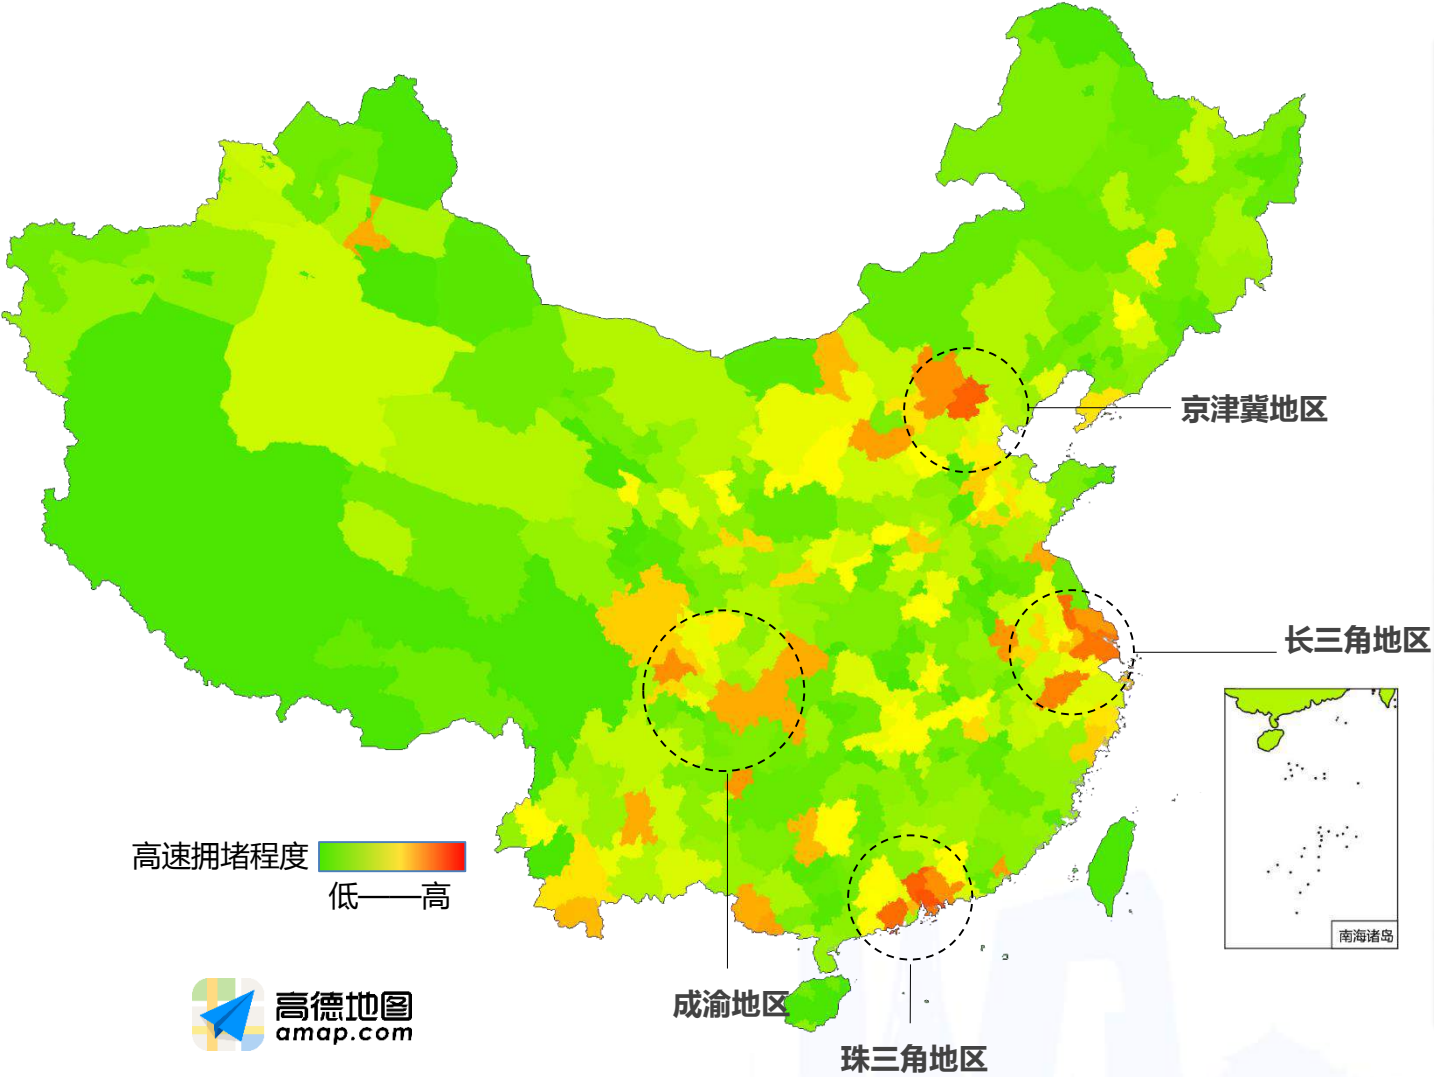 京津冀地区
长三角地区
南海诸岛
高速拥堵程度
低——高
高德地图
amap.com
成渝地区
珠三角地区